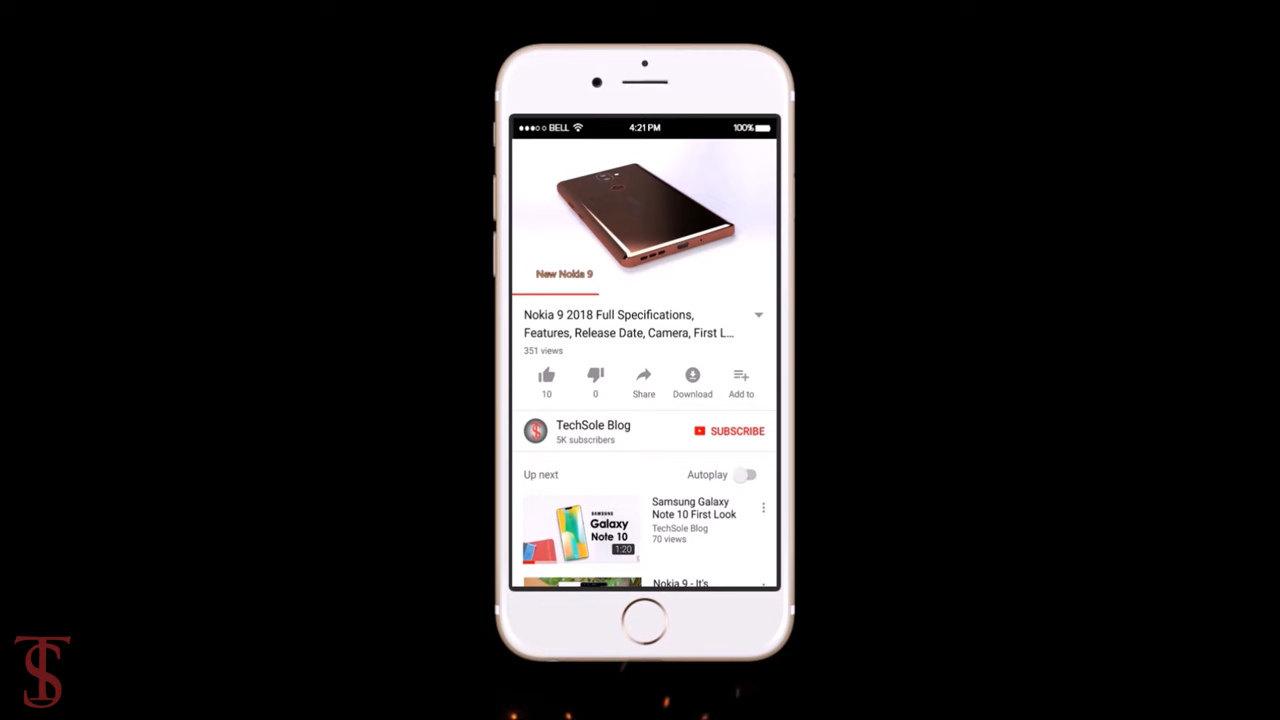 BELL
4:21 PM
100%
New Nokia 9
Nokia 9 2018 Full Specifications,
Features, Release Date, Camera, First L...
351 views
10
0
Share
Download
Add to
TechSole Blog
5K subscribers
SUBSCRIBE
Up next
Autoplay
SAMSUNG
Galaxy
Note 10
1:20
Samsung Galaxy
Note 10 First Look
TechSole Blog
70 views
Nokia 9 - It's
TS